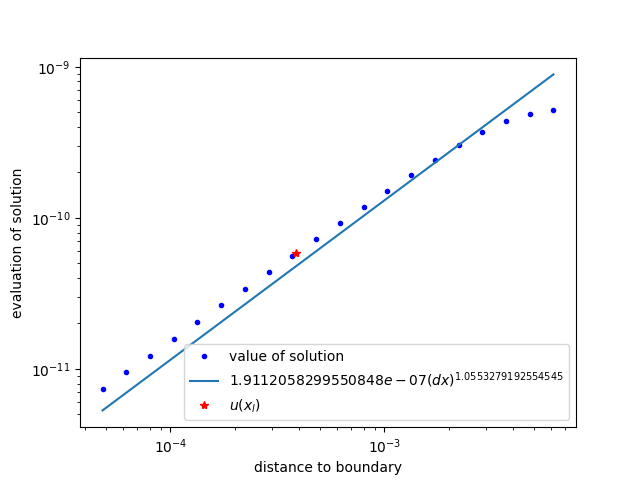 10⁻⁹
10⁻¹⁰
10⁻¹¹
evaluation of solution
value of solution
1.9112058299550848e − 07(dx)^1.0553279192554545
u(x_l)
10⁻⁴
10⁻³
distance to boundary